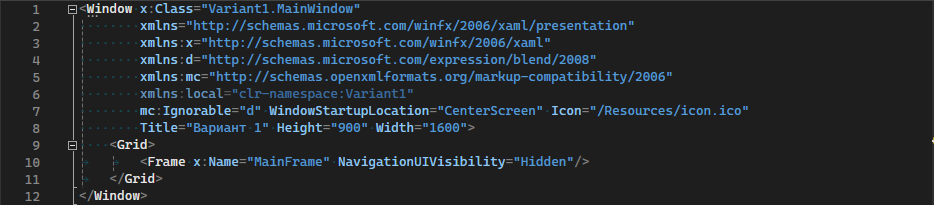 1 <Window x:Class="Variant1.MainWindow"
2 xmlns="http://schemas.microsoft.com/winfx/2006/xaml/presentation"
3 xmlns:x="http://schemas.microsoft.com/winfx/2006/xaml"
4 xmlns:d="http://schemas.microsoft.com/expression/blend/2008"
5 xmlns:mc="http://schemas.openxmlformats.org/markup-compatibility/2006"
6 xmlns:local="clr-namespace:Variant1"
7 mc:Ignorable="d" WindowStartupLocation="CenterScreen" Icon="/Resources/icon.ico"
8 Title="Вариант 1" Height="900" Width="1600">
9 <Grid>
10 <Frame x:Name="MainFrame" NavigationUIVisibility="Hidden"/>
11 </Grid>
12 </Window>